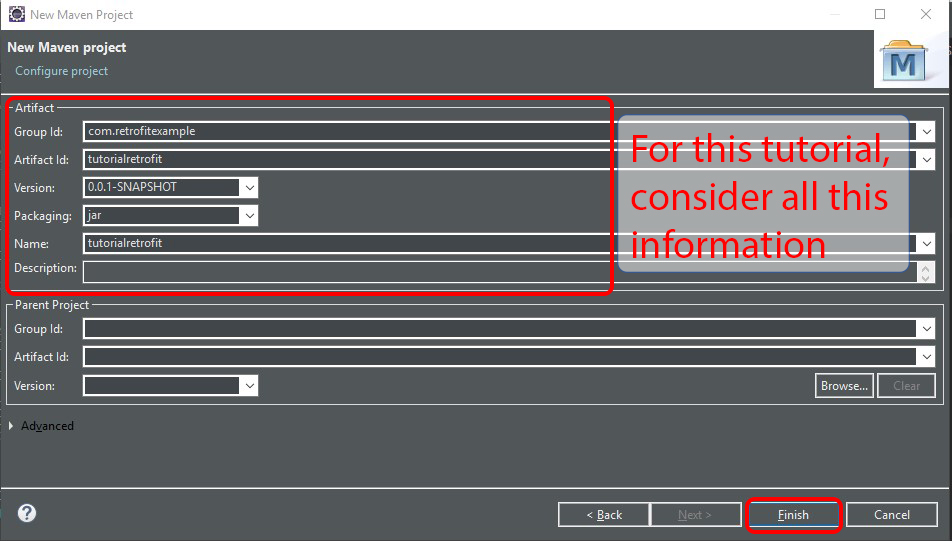 New Maven Project
New Maven project
Configure project
M
Artifact
Group Id: com.retrofitexample
Artifact Id: tutorialretrofit
Version: 0.0.1-SNAPSHOT
Packaging: jar
Name: tutorialretrofit
Description:
For this tutorial,
consider all this
information
Parent Project
Group Id:
Artifact Id:
Version:
Browse... Clear
Advanced
? < Back Next > Finish Cancel